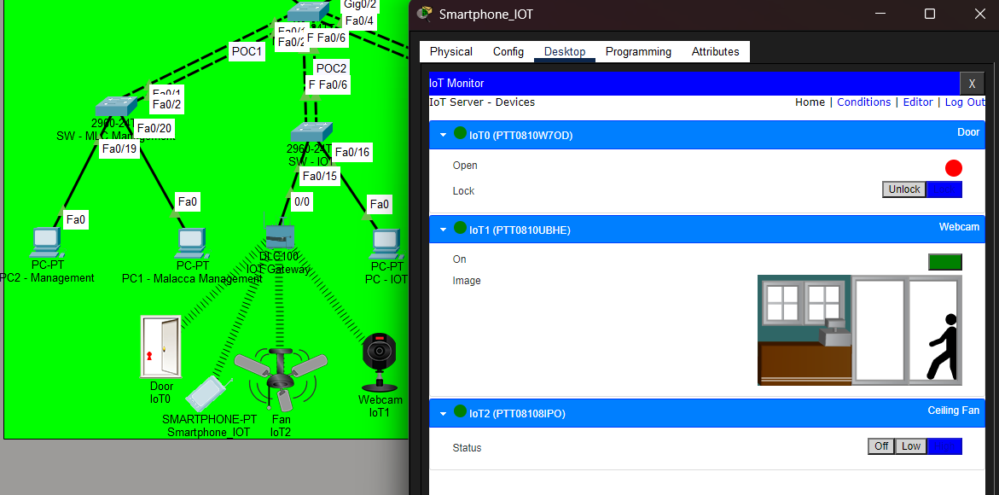 Gig0/2
Fa0/4
Fa0/2
F Fa0/6
POC1
POC2
F Fa0/6
Fa0/1
Fa0/2
2960-24T
SW - MLC Management
Fa0/20
Fa0/19
2960-24T
SW - IOT
Fa0/16
Fa0/15
0/0
Fa0
Fa0
Fa0
PC-PT
PC2 - Management
PC-PT
PC1 - Malacca Management
DLC100
IOT Gateway
PC-PT
PC - IOT
Door
IoT0
SMARTPHONE-PT
Smartphone_IOT
Fan
IoT2
Webcam
IoT1
Smartphone_IOT
Physical Config Desktop Programming Attributes
IoT Monitor X
IoT Server - Devices Home | Conditions | Editor | Log Out
IoT0 (PTT0810W7OD) Door
Open
Lock Unlock
IoT1 (PTT0810UBHE) Webcam
On
Image
IoT2 (PTT08108IPO) Ceiling Fan
Status Off Low